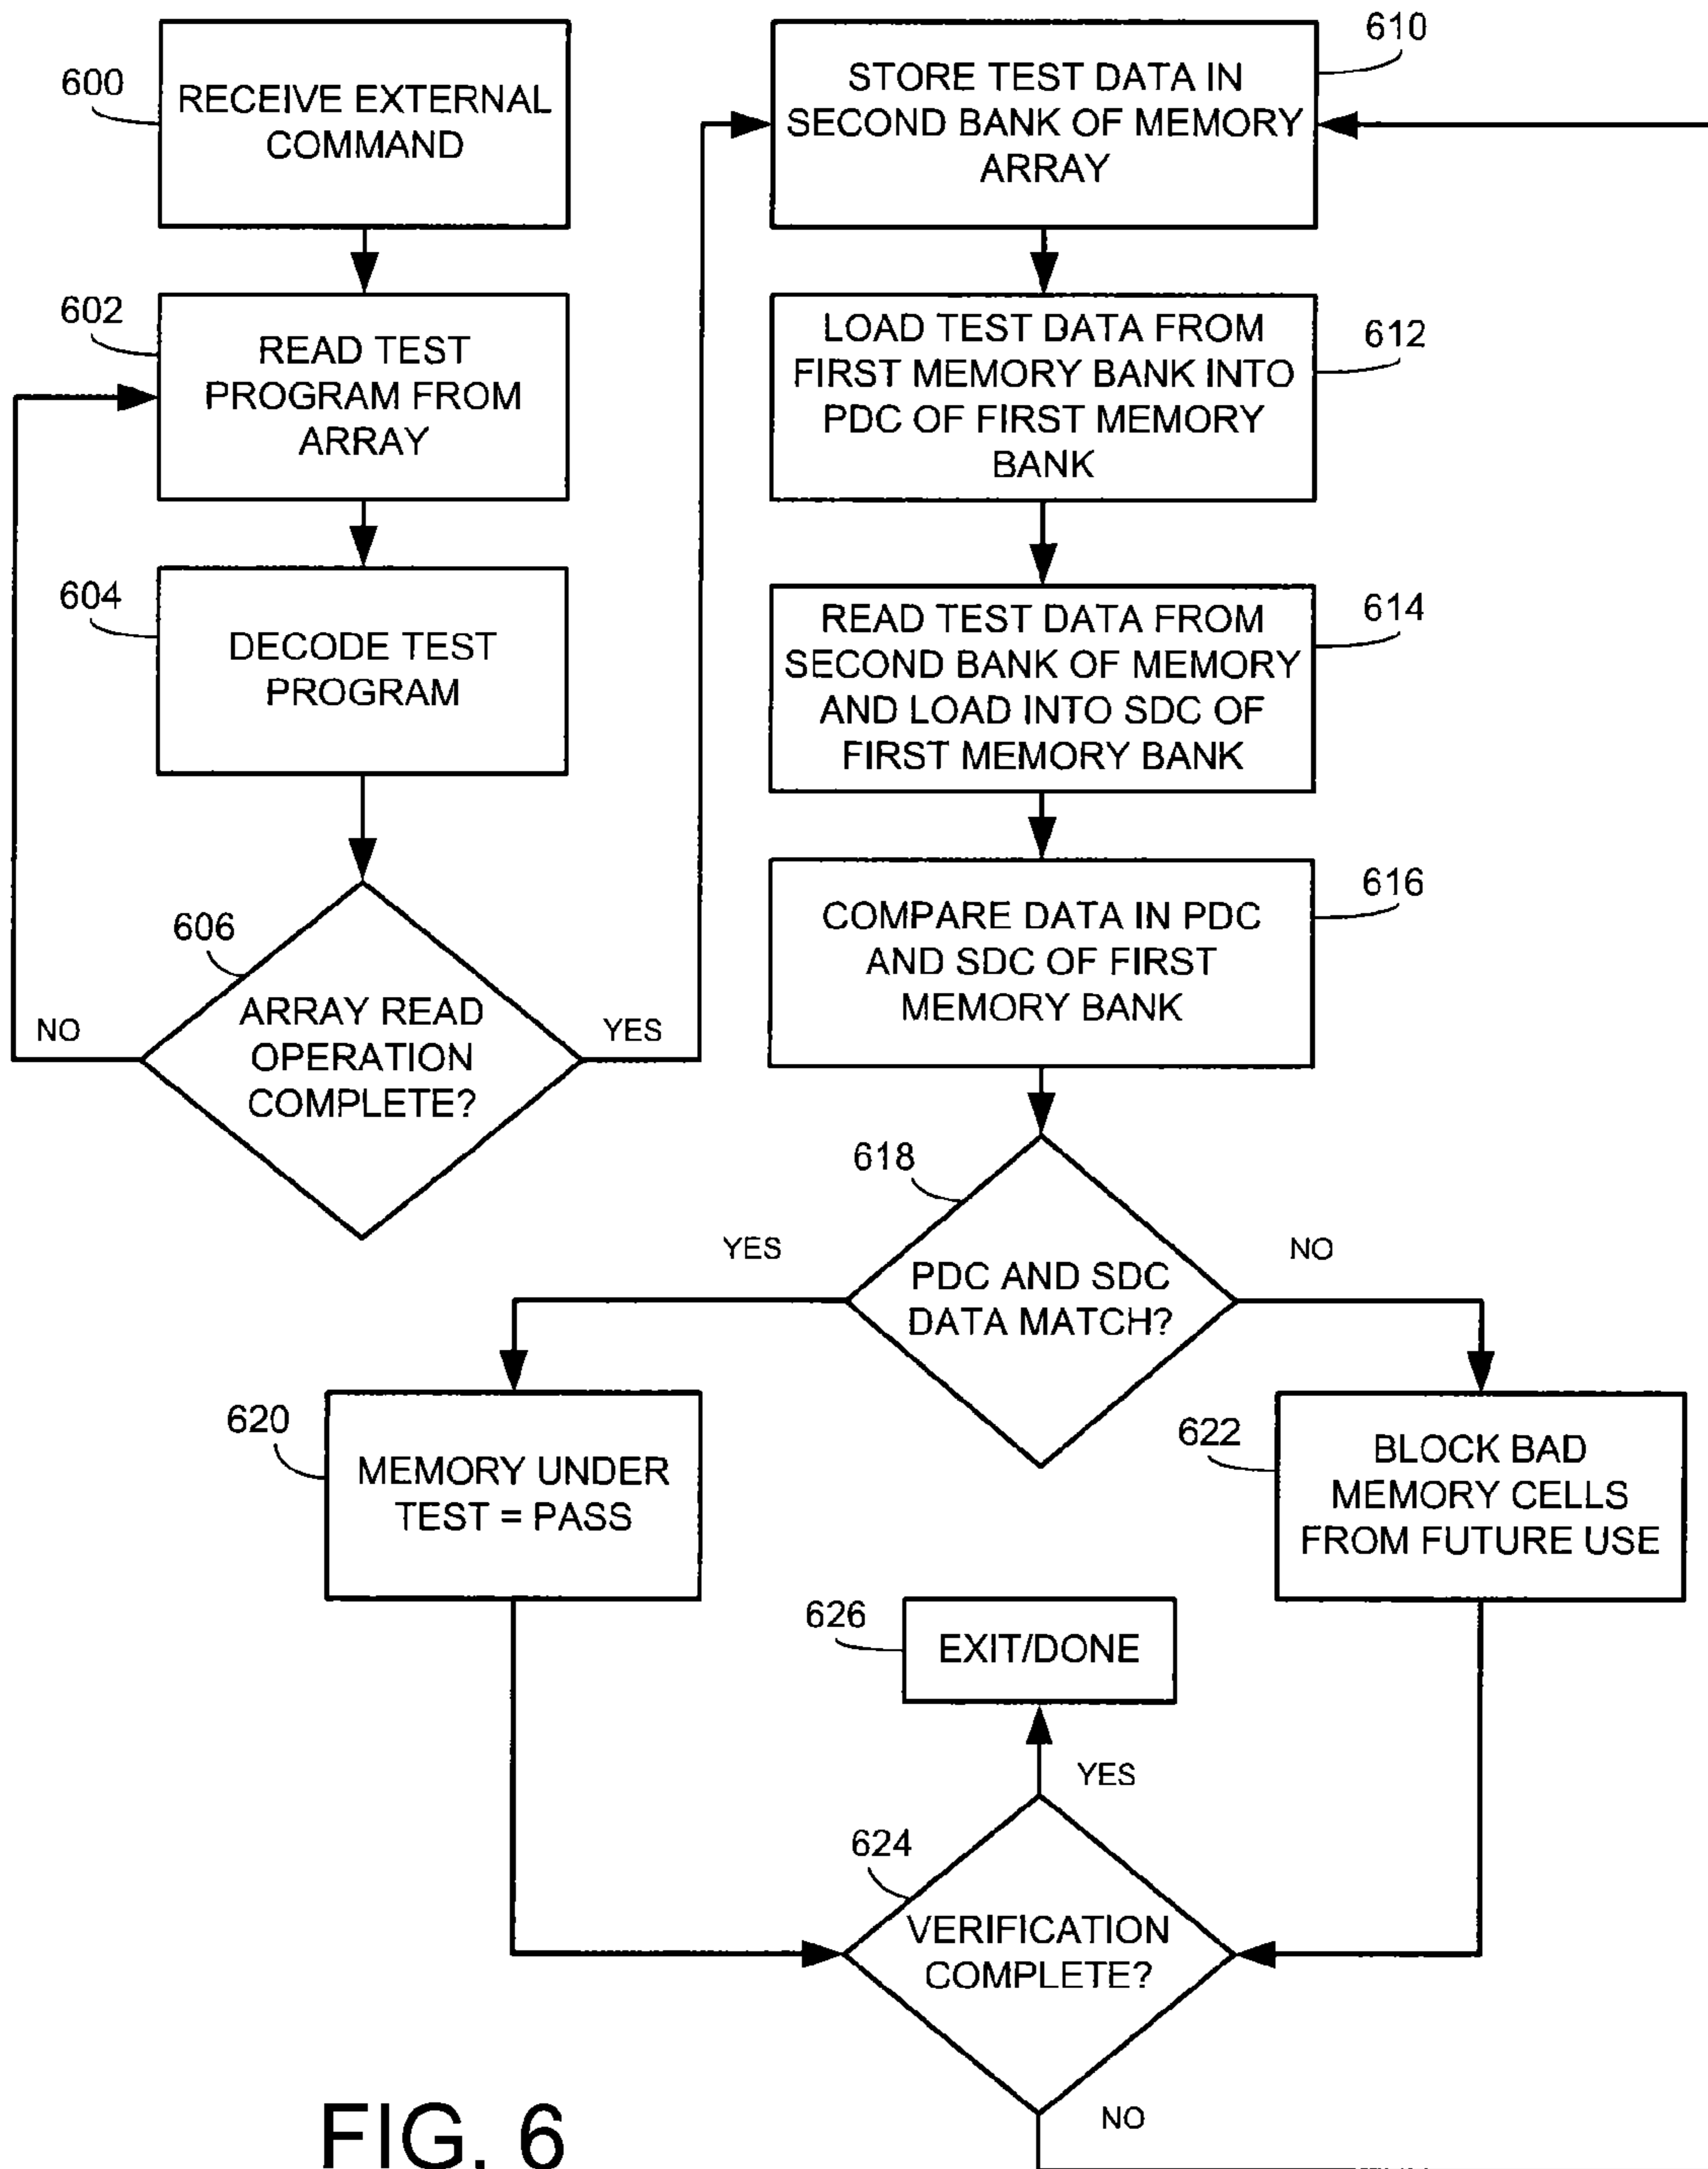 600
RECEIVE EXTERNAL
COMMAND
602
READ TEST
PROGRAM FROM
ARRAY
604
DECODE TEST
PROGRAM
606
ARRAY READ
OPERATION
COMPLETE?
NO
YES
610
STORE TEST DATA IN
SECOND BANK OF MEMORY
ARRAY
612
LOAD TEST DATA FROM
FIRST MEMORY BANK INTO
PDC OF FIRST MEMORY
BANK
614
READ TEST DATA FROM
SECOND BANK OF MEMORY
AND LOAD INTO SDC OF
FIRST MEMORY BANK
616
COMPARE DATA IN PDC
AND SDC OF FIRST
MEMORY BANK
618
PDC AND SDC
DATA MATCH?
YES
NO
620
MEMORY UNDER
TEST = PASS
622
BLOCK BAD
MEMORY CELLS
FROM FUTURE USE
626
EXIT/DONE
YES
624
VERIFICATION
COMPLETE?
NO
FIG. 6